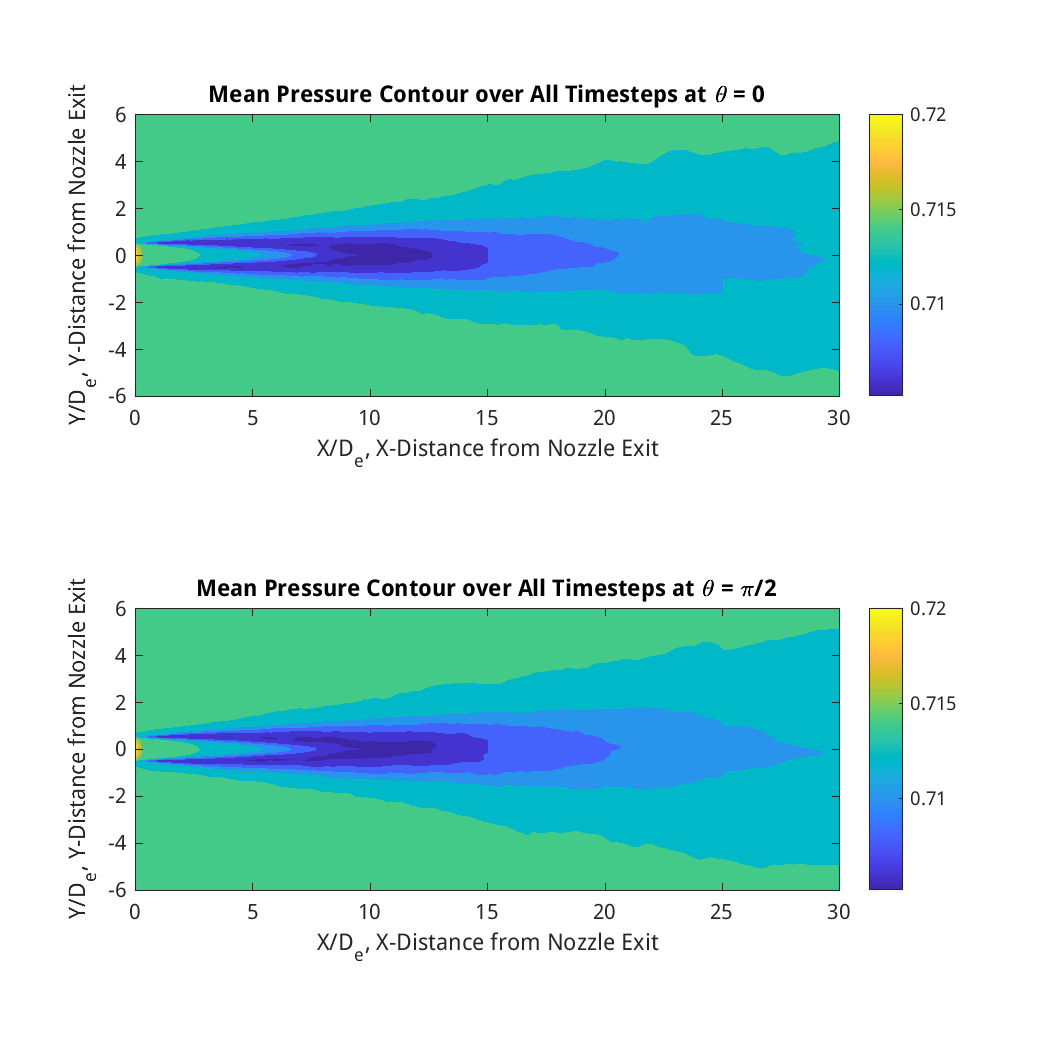 Mean Pressure Contour over All Timesteps at θ = 0
Y/De, Y-Distance from Nozzle Exit
6
4
2
0
-2
-4
-6
0 5 10 15 20 25 30
X/De, X-Distance from Nozzle Exit
0.72
0.715
0.71
Mean Pressure Contour over All Timesteps at θ = π/2
Y/De, Y-Distance from Nozzle Exit
6
4
2
0
-2
-4
-6
0 5 10 15 20 25 30
X/De, X-Distance from Nozzle Exit
0.72
0.715
0.71